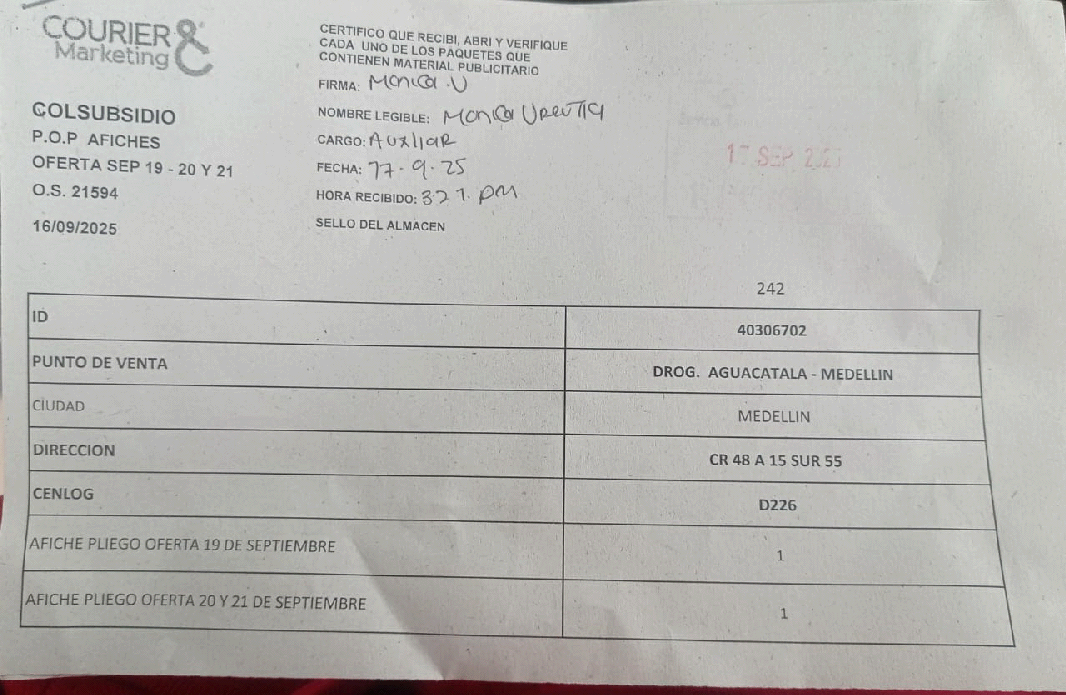 COURIER &
Marketing
COLSUBSIDIO
P.O.P AFICHES
OFERTA SEP 19 - 20 Y 21
O.S. 21594
16/09/2025
CERTIFICO QUE RECIBI, ABRI Y VERIFIQUE
CADA UNO DE LOS PAQUETES QUE
CONTIENEN MATERIAL PUBLICITARIO
FIRMA: Monica U
NOMBRE LEGIBLE: Monica Urrutia
CARGO: Auxliar
FECHA: 17-9-25
HORA RECIBIDO: 327. pm
SELLO DEL ALMACEN
17 SEP
242
ID 40306702
PUNTO DE VENTA DROG. AGUACATALA - MEDELLIN
CIUDAD MEDELLIN
DIRECCION CR 48 A 15 SUR 55
CENLOG D226
AFICHE PLIEGO OFERTA 19 DE SEPTIEMBRE 1
AFICHE PLIEGO OFERTA 20 Y 21 DE SEPTIEMBRE 1